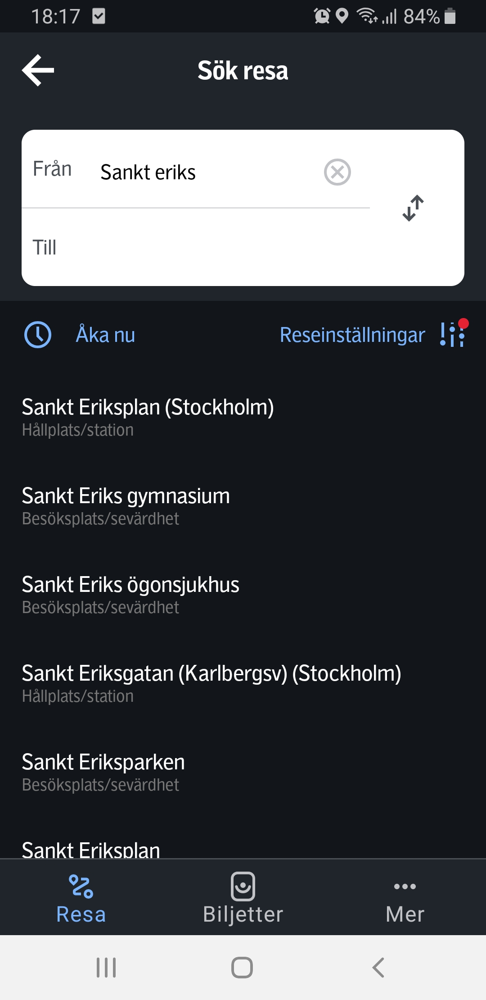 18:17
84%
Sök resa
Från Sankt eriks
Till
Åka nu Reseinställningar
Sankt Eriksplan (Stockholm)
Hållplats/station
Sankt Eriks gymnasium
Besöksplats/sevärdhet
Sankt Eriks ögonsjukhus
Besöksplats/sevärdhet
Sankt Eriksgatan (Karlbergsv) (Stockholm)
Hållplats/station
Sankt Eriksparken
Besöksplats/sevärdhet
Sankt Eriksplan
Resa Biljetter Mer